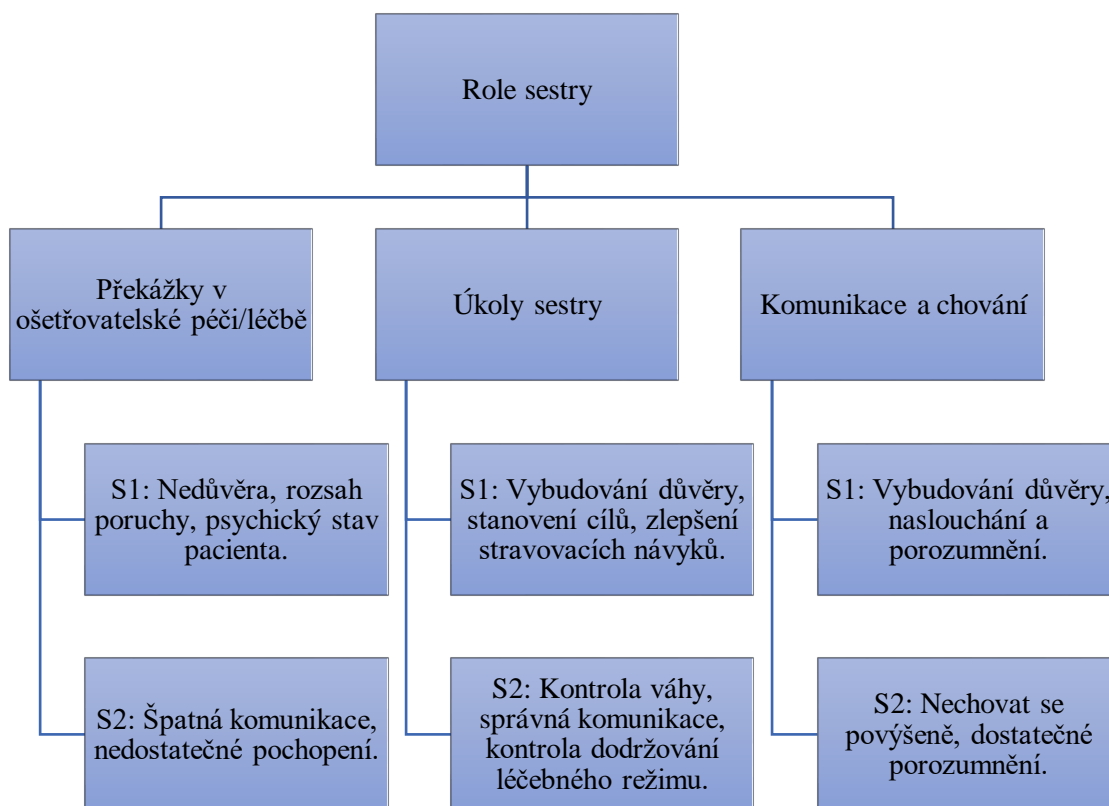 Role sestry
Překážky v
ošetřovatelské péči/léčbě
Úkoly sestry
Komunikace a chování
S1: Nedůvěra, rozsah
poruchy, psychický stav
pacienta.
S1: Vybudování důvěry,
stanovení cílů, zlepšení
stravovacích návyků.
S1: Vybudování důvěry,
naslouchání a
porozumnění.
S2: Špatná komunikace,
nedostatečné pochopení.
S2: Kontrola váhy,
správná komunikace,
kontrola dodržování
léčebného režimu.
S2: Nechovat se
povýšeně, dostatečné
porozumnění.